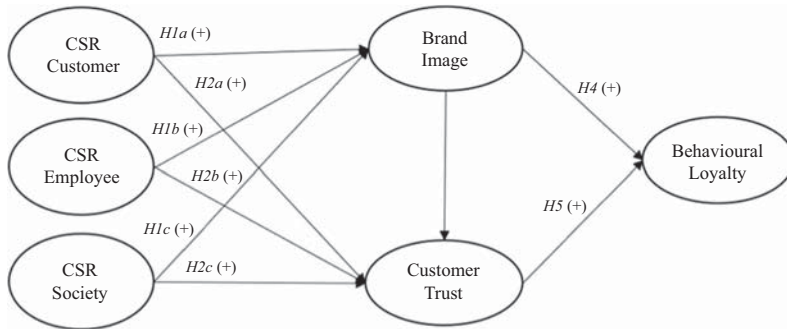 CSR
Customer
H1a (+)
H2a (+)
Brand
Image
H4 (+)
CSR
Employee
H1b (+)
H2b (+)
Behavioural
Loyalty
H1c (+)
H5 (+)
CSR
Society
H2c (+)
Customer
Trust